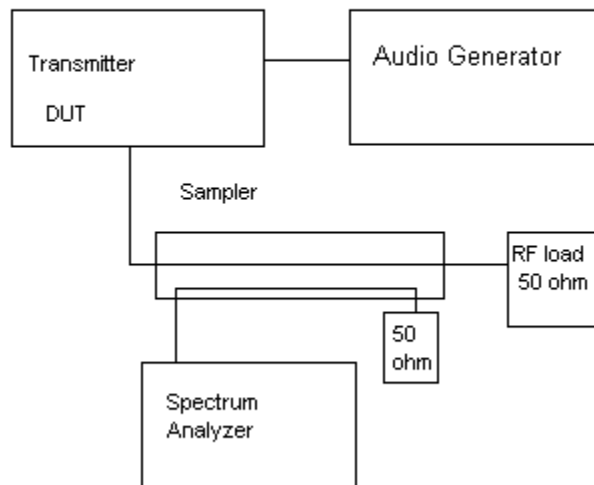 Transmitter
DUT
Audio Generator
Sampler
RF load
50 ohm
50
ohm
Spectrum
Analyzer